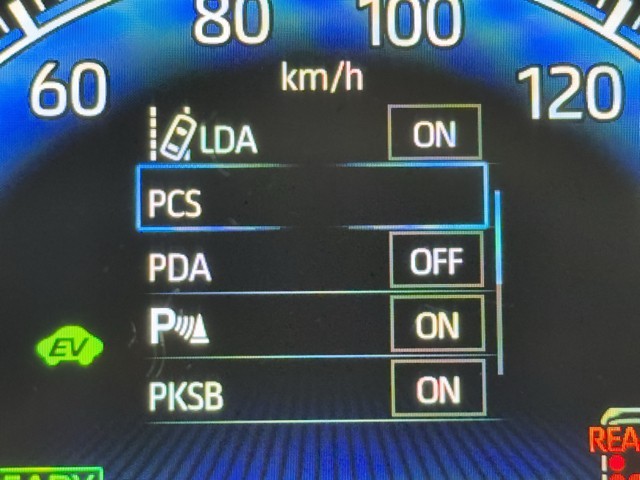 80 100
60 km/h 120
LDA ON
PCS
PDA OFF
P ON
EV
PKSB ON